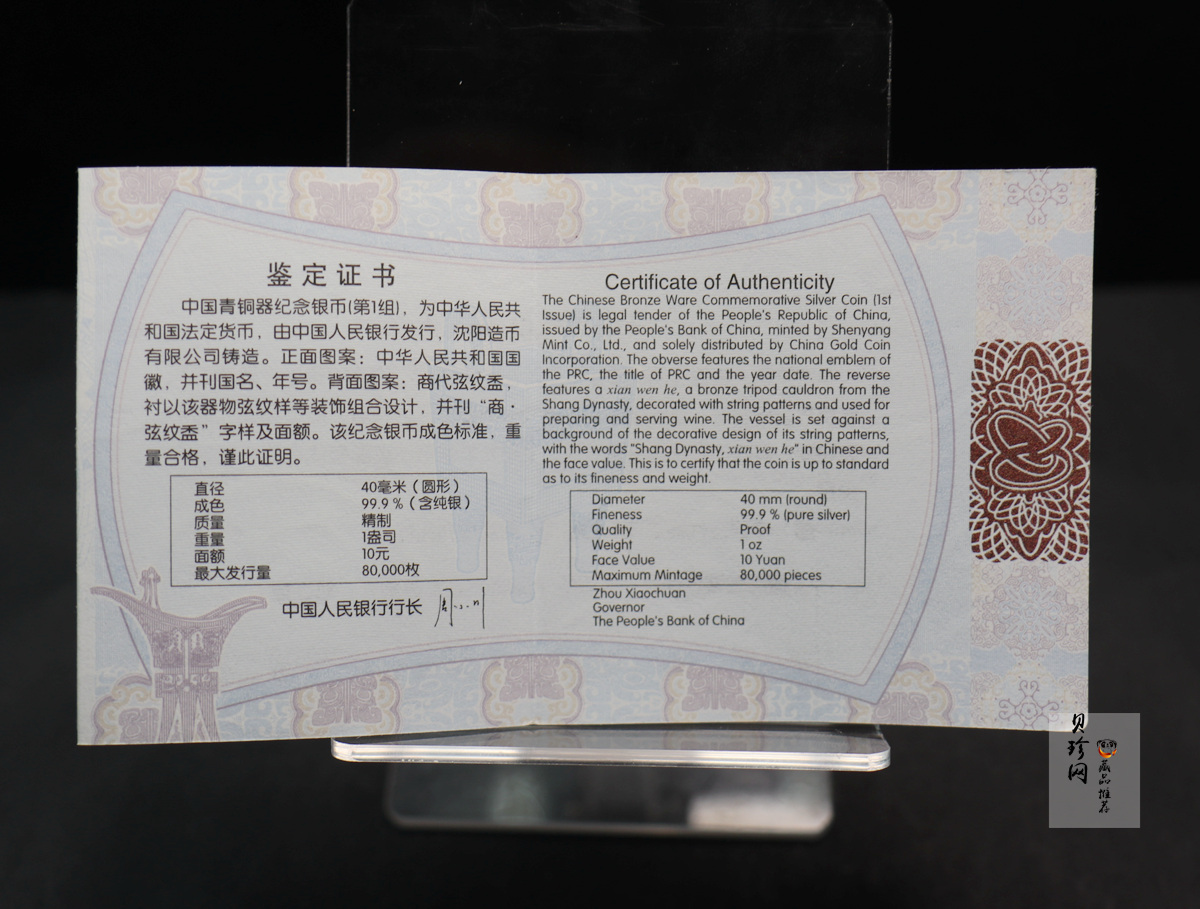 鉴定证书
中国青铜器纪念银币(第1组)，为中华人民共
和国法定货币，由中国人民银行发行，沈阳造币
有限公司铸造。正面图案：中华人民共和国国
徽，并刊国名、年号。背面图案：商代弦纹盉，
衬以该器物弦纹样等装饰组合设计，并刊“商·
弦纹盉”字样及面额。该纪念银币成色标准，重
量合格，谨此证明。
直径 40毫米（圆形）
成色 99.9％（含纯银）
质量 精制
重量 1盎司
面额 10元
最大发行量 80,000枚
中国人民银行行长
Certificate of Authenticity
The Chinese Bronze Ware Commemorative Silver Coin (1st
Issue) is legal tender of the People's Republic of China,
issued by the People's Bank of China, minted by Shenyang
Mint Co., Ltd., and solely distributed by China Gold Coin
Incorporation. The obverse features the national emblem of
the PRC, the title of PRC and the year date. The reverse
features a xian wen he, a bronze tripod cauldron from the
Shang Dynasty, decorated with string patterns and used for
preparing and serving wine. The vessel is set against a
background of the decorative design of its string patterns,
with the words "Shang Dynasty, xian wen he" in Chinese and
the face value. This is to certify that the coin is up to standard
as to its fineness and weight.
Diameter 40 mm (round)
Fineness 99.9 % (pure silver)
Quality Proof
Weight 1 oz
Face Value 10 Yuan
Maximum Mintage 80,000 pieces
Zhou Xiaochuan
Governor
The People's Bank of China
贝珍网
藏品推荐